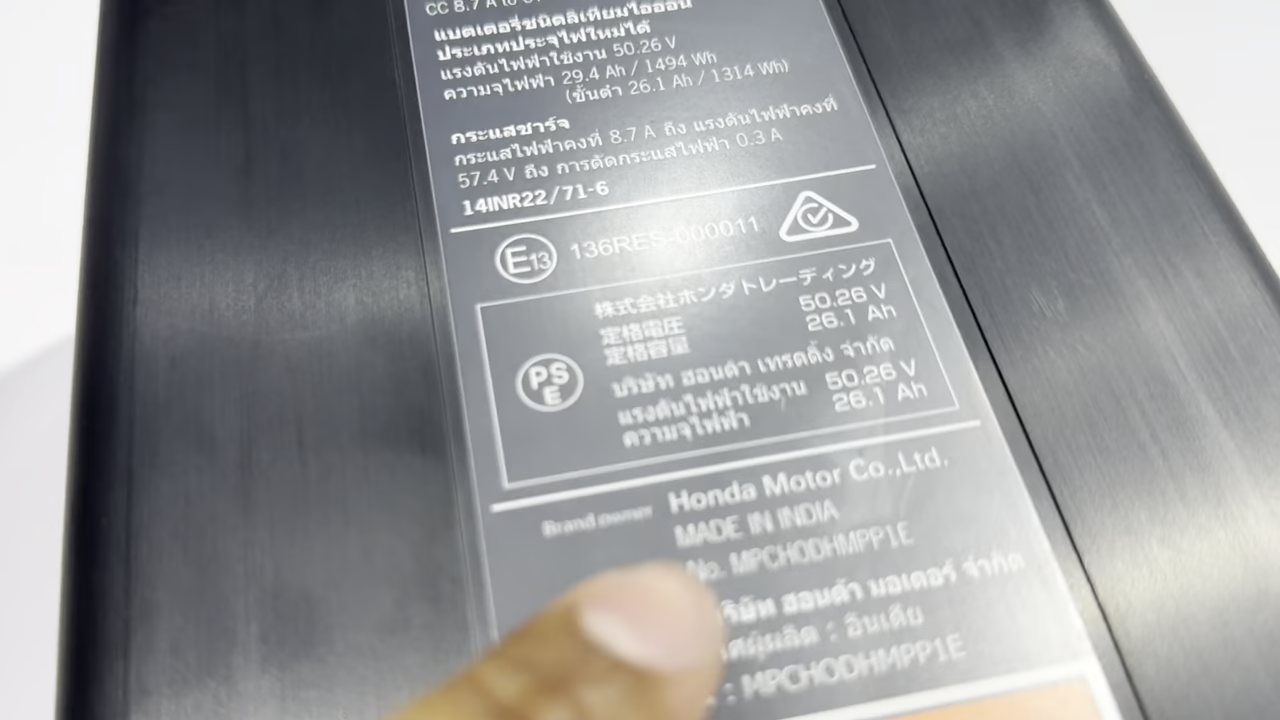 CC 8.7 A to
แบตเตอรี่ชนิดลิเทียมไอออน
ประเภทประจุไฟใหม่ได้
แรงดันไฟฟ้าใช้งาน 50.26 V
ความจุไฟฟ้า 29.4 Ah / 1494 Wh
(ขั้นต่ำ 26.1 Ah / 1314 Wh)
กระแสชาร์จ
กระแสไฟฟ้าคงที่ 8.7 A ถึง แรงดันไฟฟ้าคงที่
57.4 V ถึง การตัดกระแสไฟฟ้า 0.3 A
14INR22/71-6
E13 136RES-000011
株式会社ホンダトレーディング
定格電圧 50.26 V
定格容量 26.1 Ah
PS
E
บริษัท ฮอนด้า เทรดดิ้ง จำกัด
แรงดันไฟฟ้าใช้งาน 50.26 V
ความจุไฟฟ้า 26.1 Ah
Brand owner Honda Motor Co.,Ltd.
MADE IN INDIA
No. MPCHODHMPP1E
ฮอนด้า มอเตอร์ จำกัด
: อินเดีย
: MPCHODHMPP1E